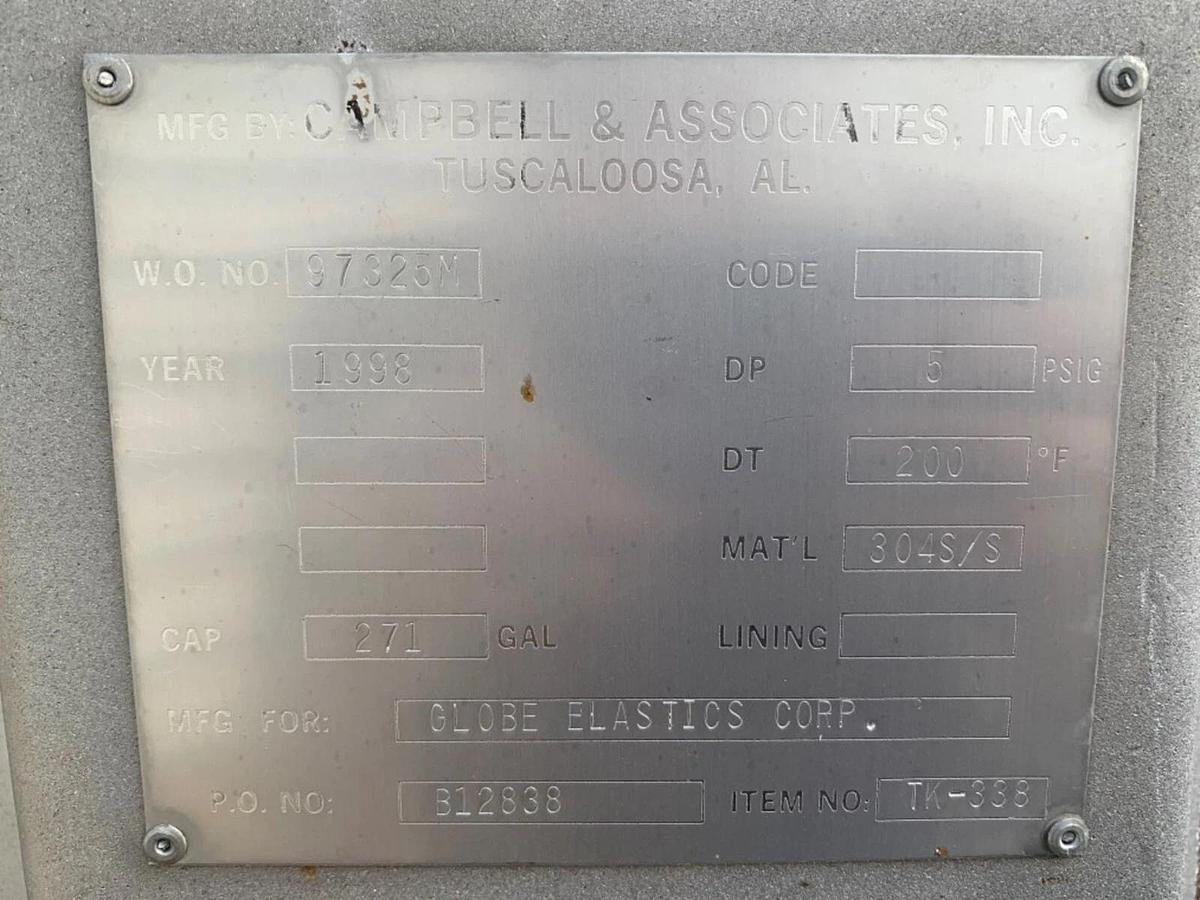 MFG BY: CAMPBELL & ASSOCIATES, INC.
TUSCALOOSA, AL.
W.O. NO. 97325M CODE
YEAR 1998 DP 5 PSIG
DT 200 °F
MAT'L 304S/S
CAP 271 GAL LINING
MFG FOR: GLOBE ELASTICS CORP.
P.O. NO: B12838 ITEM NO: TK-338